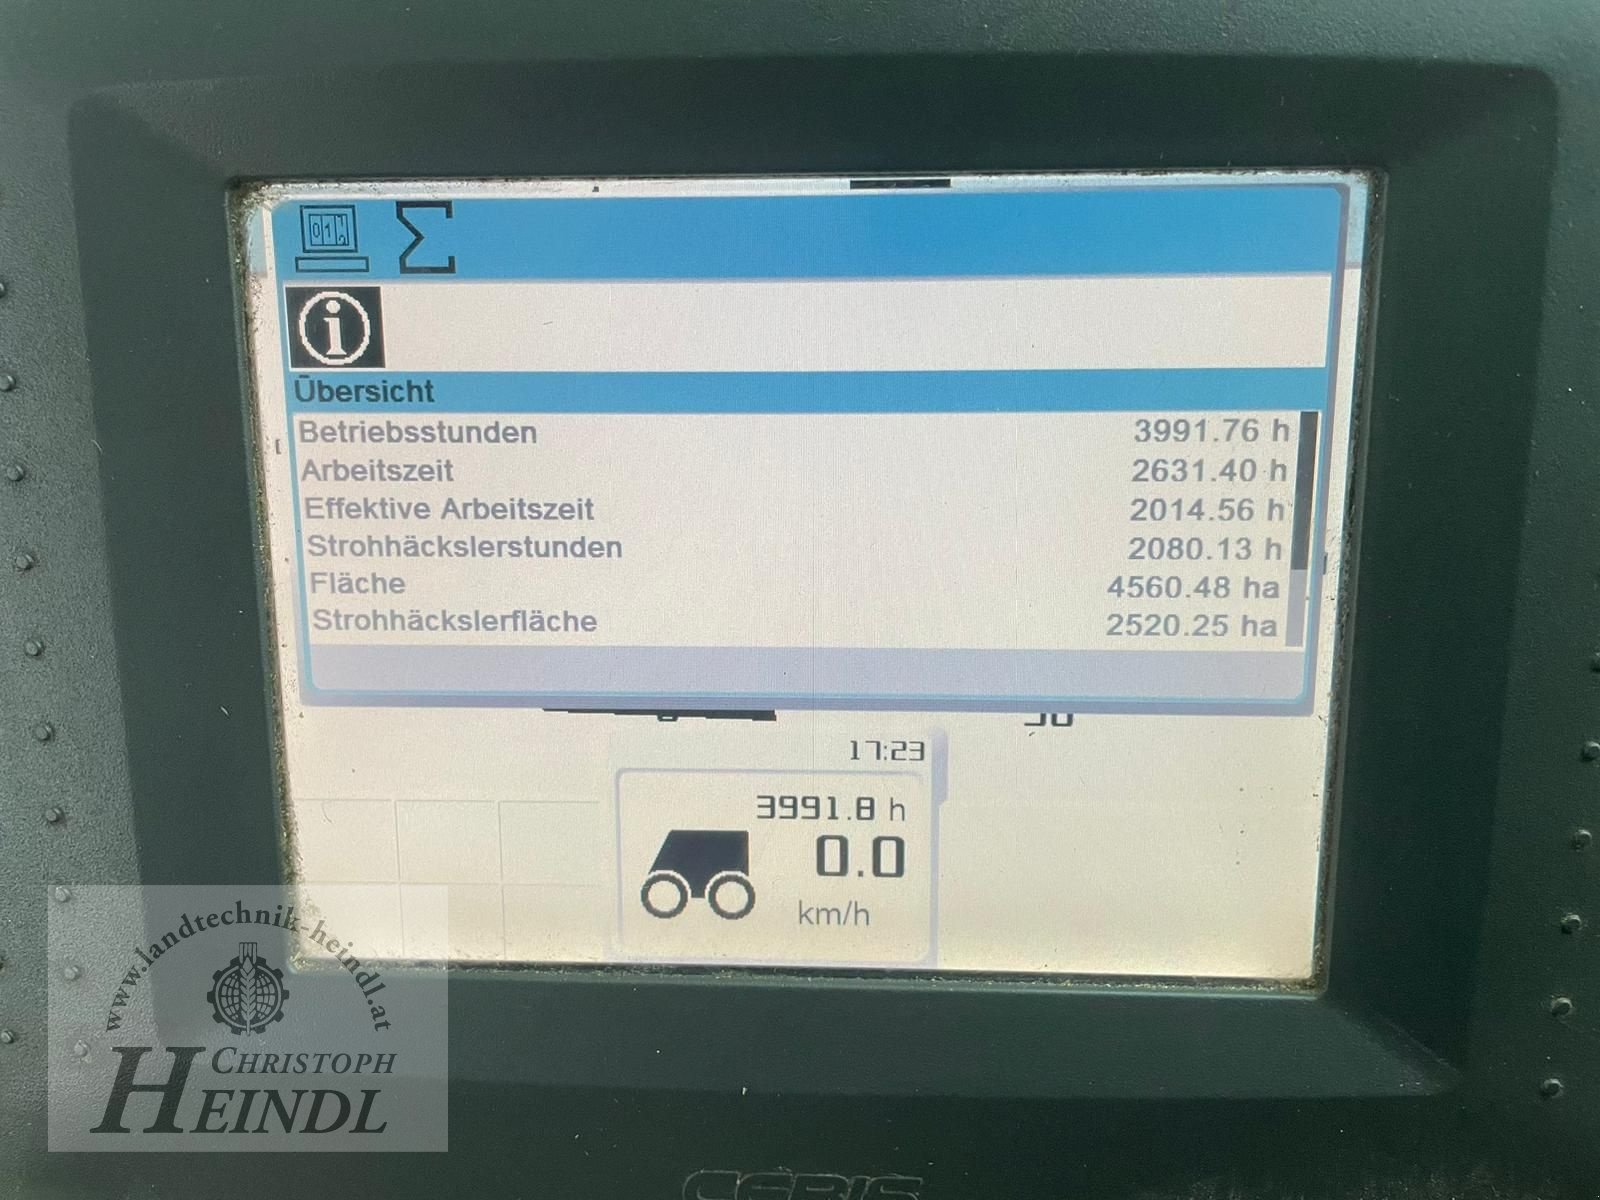 Übersicht
Betriebsstunden 3991.76 h
Arbeitszeit 2631.40 h
Effektive Arbeitszeit 2014.56 h
Strohhäckslerstunden 2080.13 h
Fläche 4560.48 ha
Strohhäckslerfläche 2520.25 ha
17:23
3991.8 h
0.0
km/h
www.landtechnik-heindl.at
CHRISTOPH
HEINDL
CEBIS